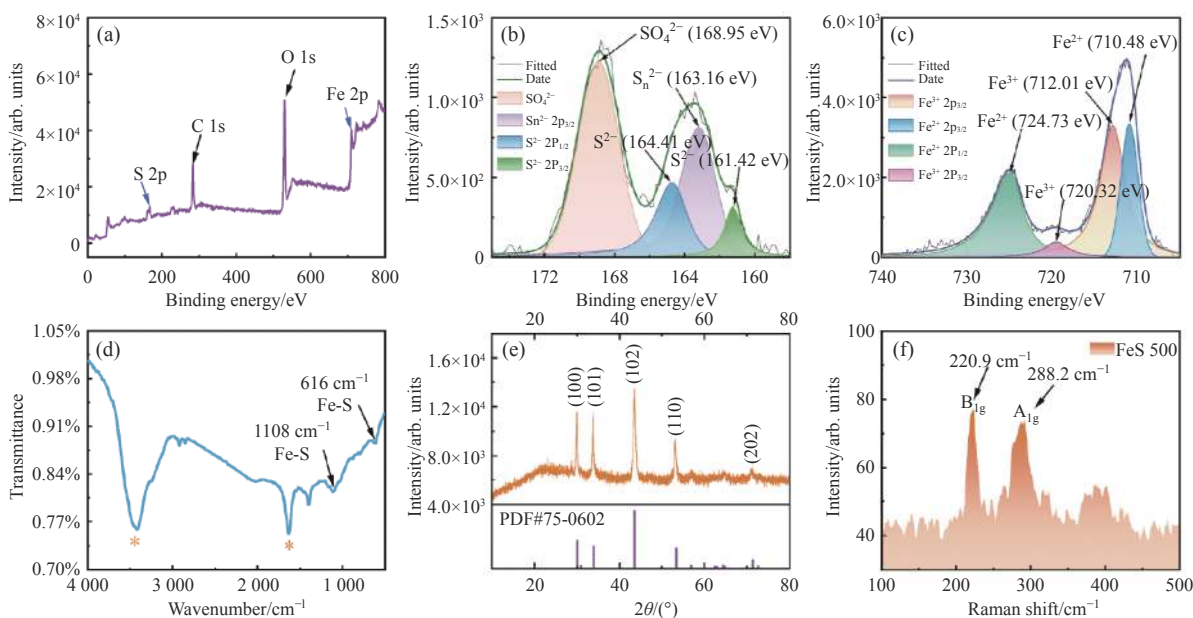 (a)
8×10⁴
6×10⁴
4×10⁴
2×10⁴
0
Intensity/arb. units
S 2p
C 1s
O 1s
Fe 2p
0 200 400 600 800
Binding energy/eV
(b)
1.5×10³
1.0×10³
5.0×10²
0
Intensity/arb. units
Fitted
Date
SO₄²⁻
Sn²⁻ 2p₃/₂
S²⁻ 2P₁/₂
S²⁻ 2P₃/₂
SO₄²⁻ (168.95 eV)
Sₙ²⁻ (163.16 eV)
S²⁻ (164.41 eV)
S²⁻ (161.42 eV)
172 168 164 160
Binding energy/eV
(c)
6×10³
4×10³
2×10³
0
Intensity/arb. units
Fitted
Date
Fe³⁺ 2p₃/₂
Fe²⁺ 2p₃/₂
Fe²⁺ 2P₁/₂
Fe³⁺ 2P₃/₂
Fe²⁺ (710.48 eV)
Fe³⁺ (712.01 eV)
Fe²⁺ (724.73 eV)
Fe³⁺ (720.32 eV)
740 730 720 710
Binding energy/eV
(d)
1.05%
0.98%
0.91%
0.84%
0.77%
0.70%
Transmittance
616 cm⁻¹
Fe-S
1108 cm⁻¹
Fe-S
*
*
4 000 3 000 2 000 1 000
Wavenumber/cm⁻¹
20 40 60 80
(e)
1.6×10⁴
1.2×10⁴
8.0×10³
4.0×10³
Intensity/arb. units
(100)
(101)
(102)
(110)
(202)
PDF#75-0602
20 40 60 80
2θ/(°)
(f)
100
80
60
40
Intensity/arb. units
FeS 500
220.9 cm⁻¹
288.2 cm⁻¹
B₁g
A₁g
100 200 300 400 500
Raman shift/cm⁻¹